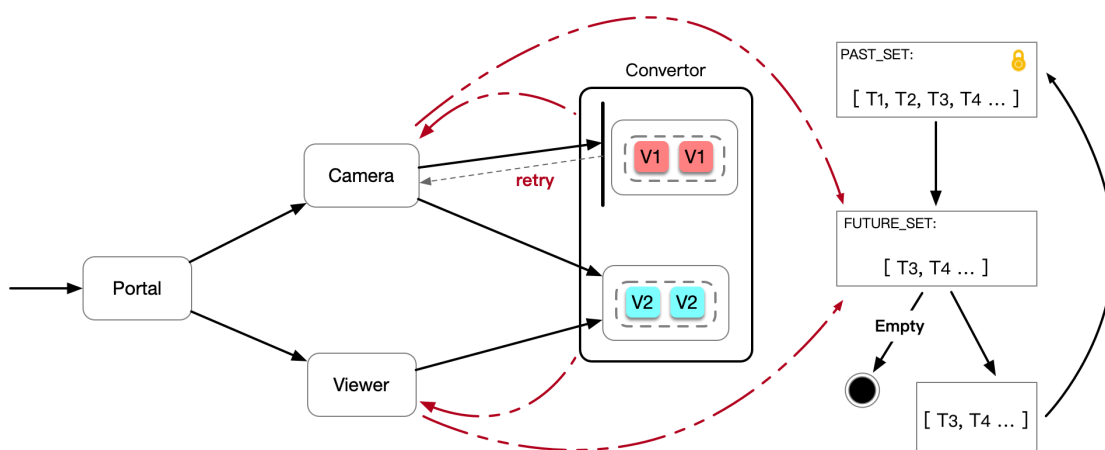 Convertor
PAST_SET:
[ T1, T2, T3, T4 ... ]
V1 V1
Camera
retry
FUTURE_SET:
[ T3, T4 ... ]
Portal
V2 V2
Empty
Viewer
[ T3, T4 ... ]